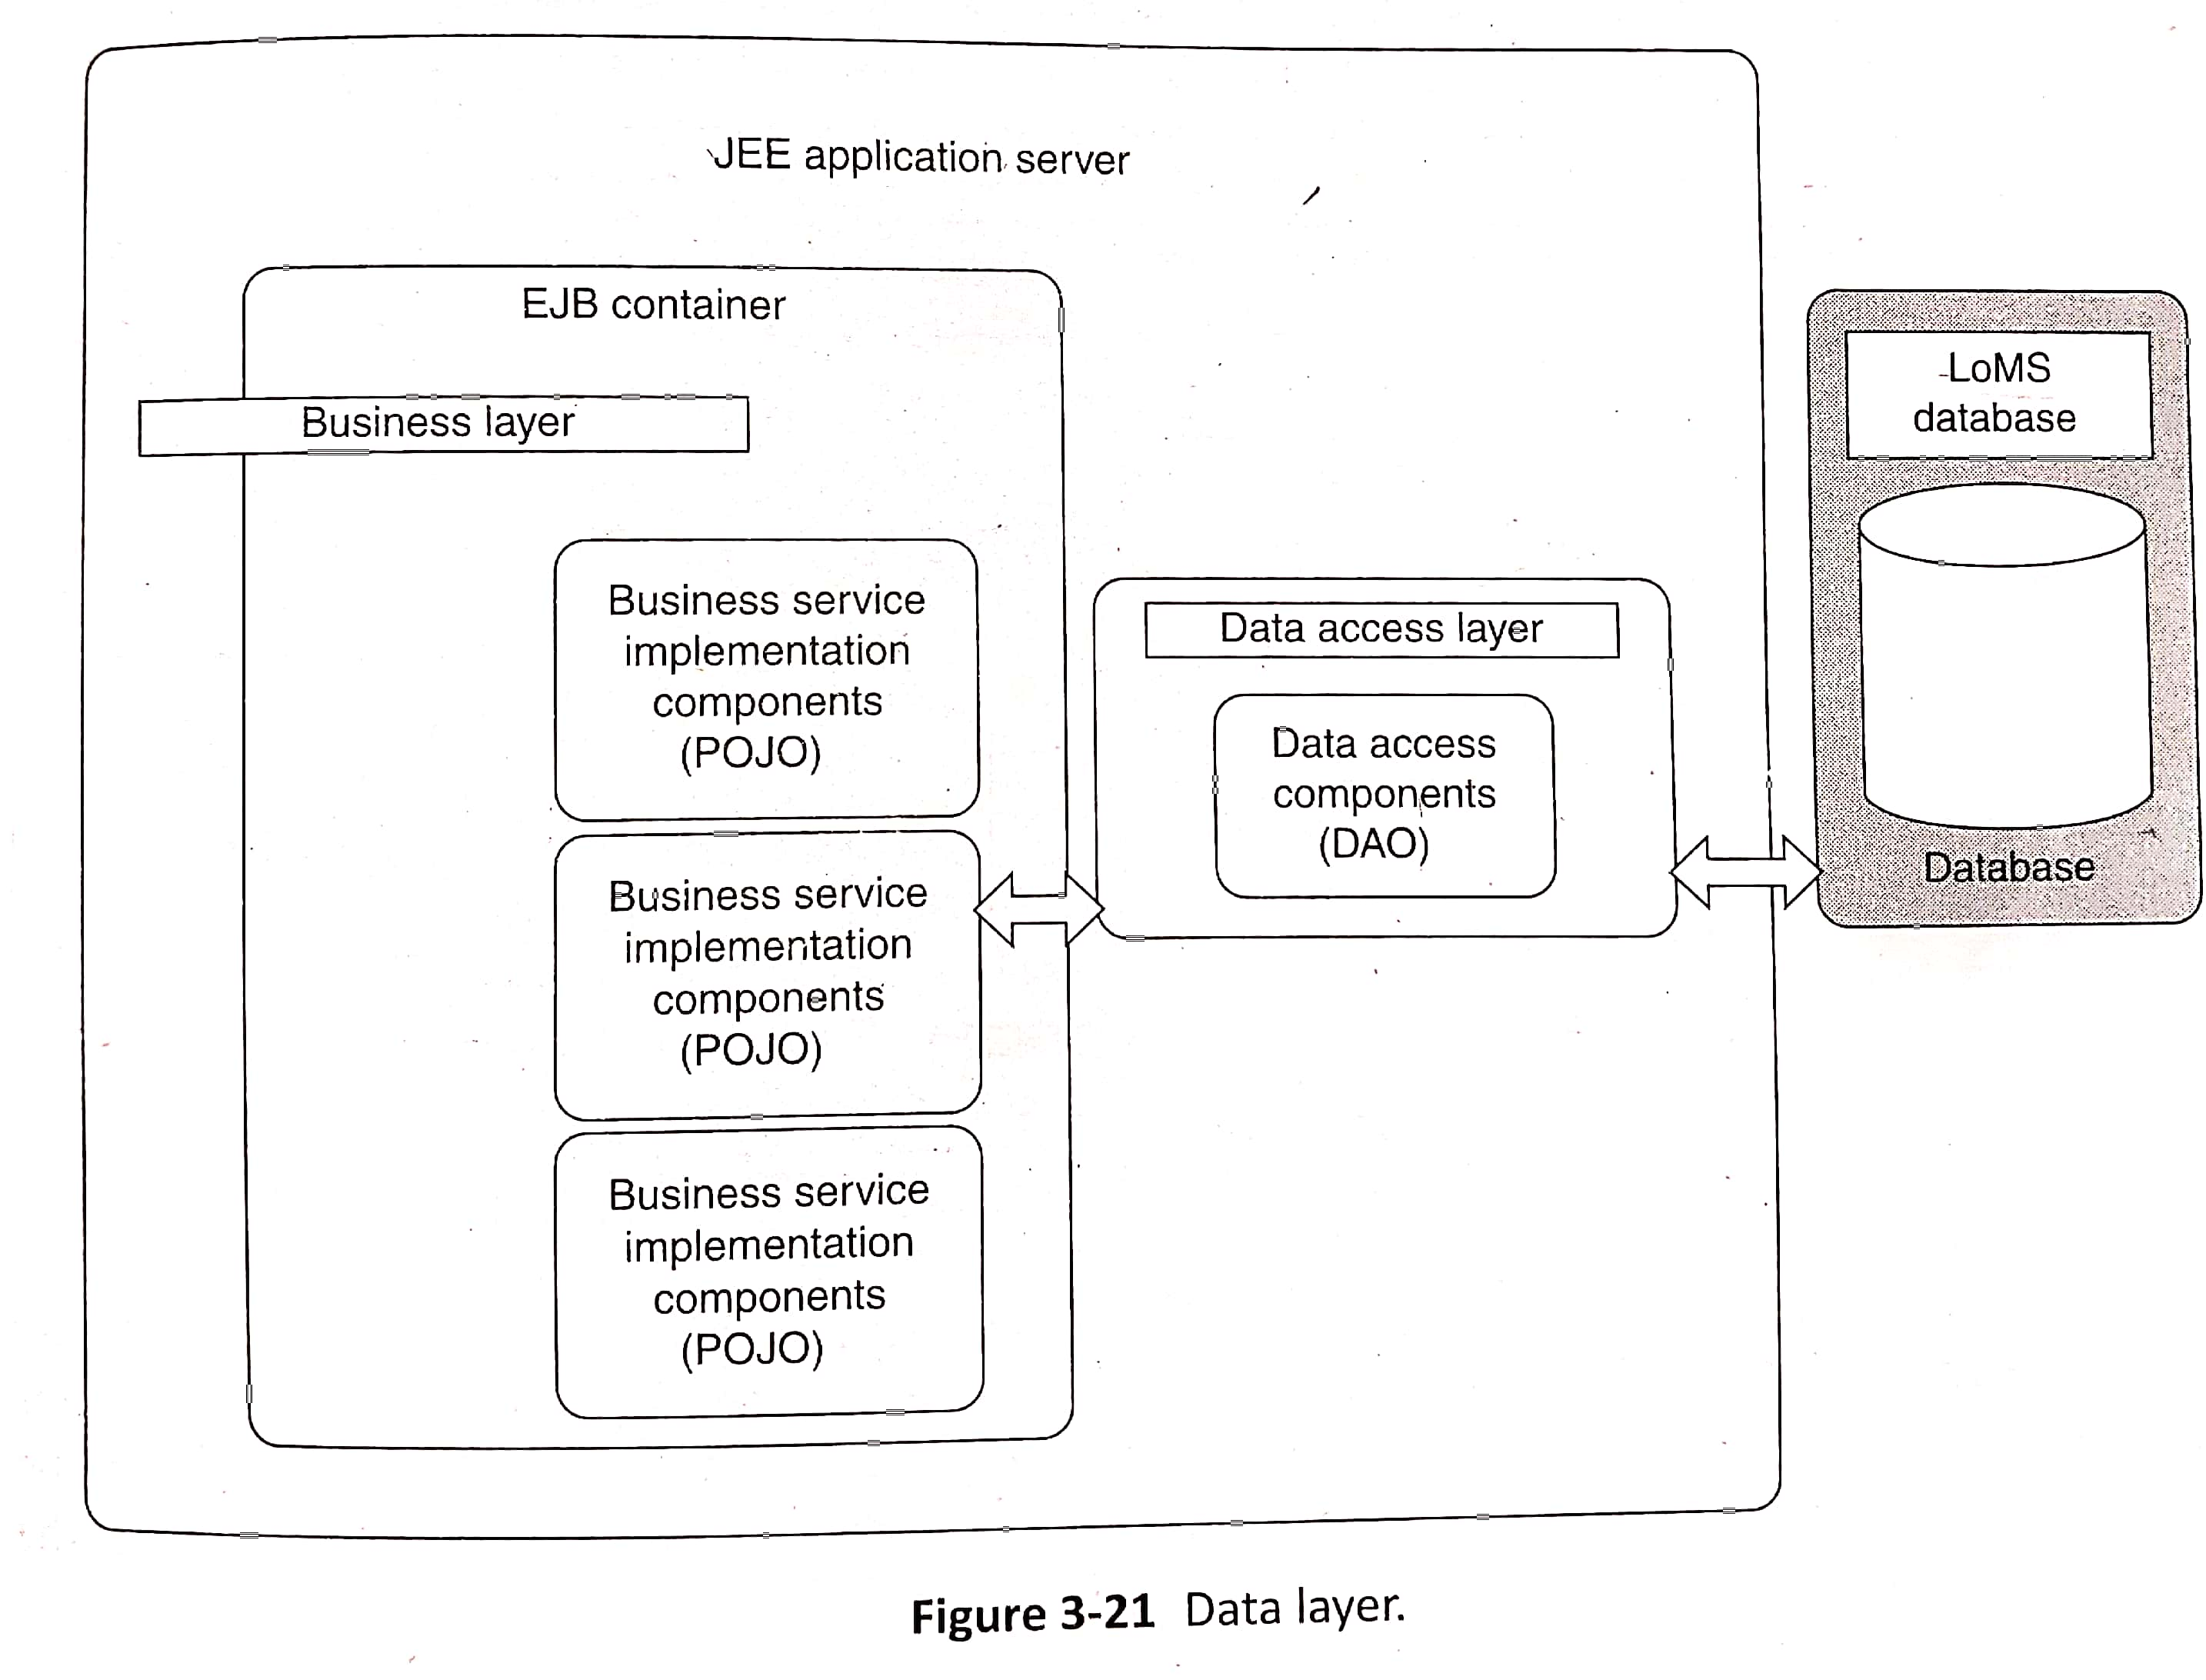 JEE application server
EJB container
Business layer
Business service
implementation
components
(POJO)
Business service
implementation
components
(POJO)
Business service
implementation
components
(POJO)
Data access layer
Data access
components
(DAO)
LoMS
database
Database
Figure 3-21 Data layer.